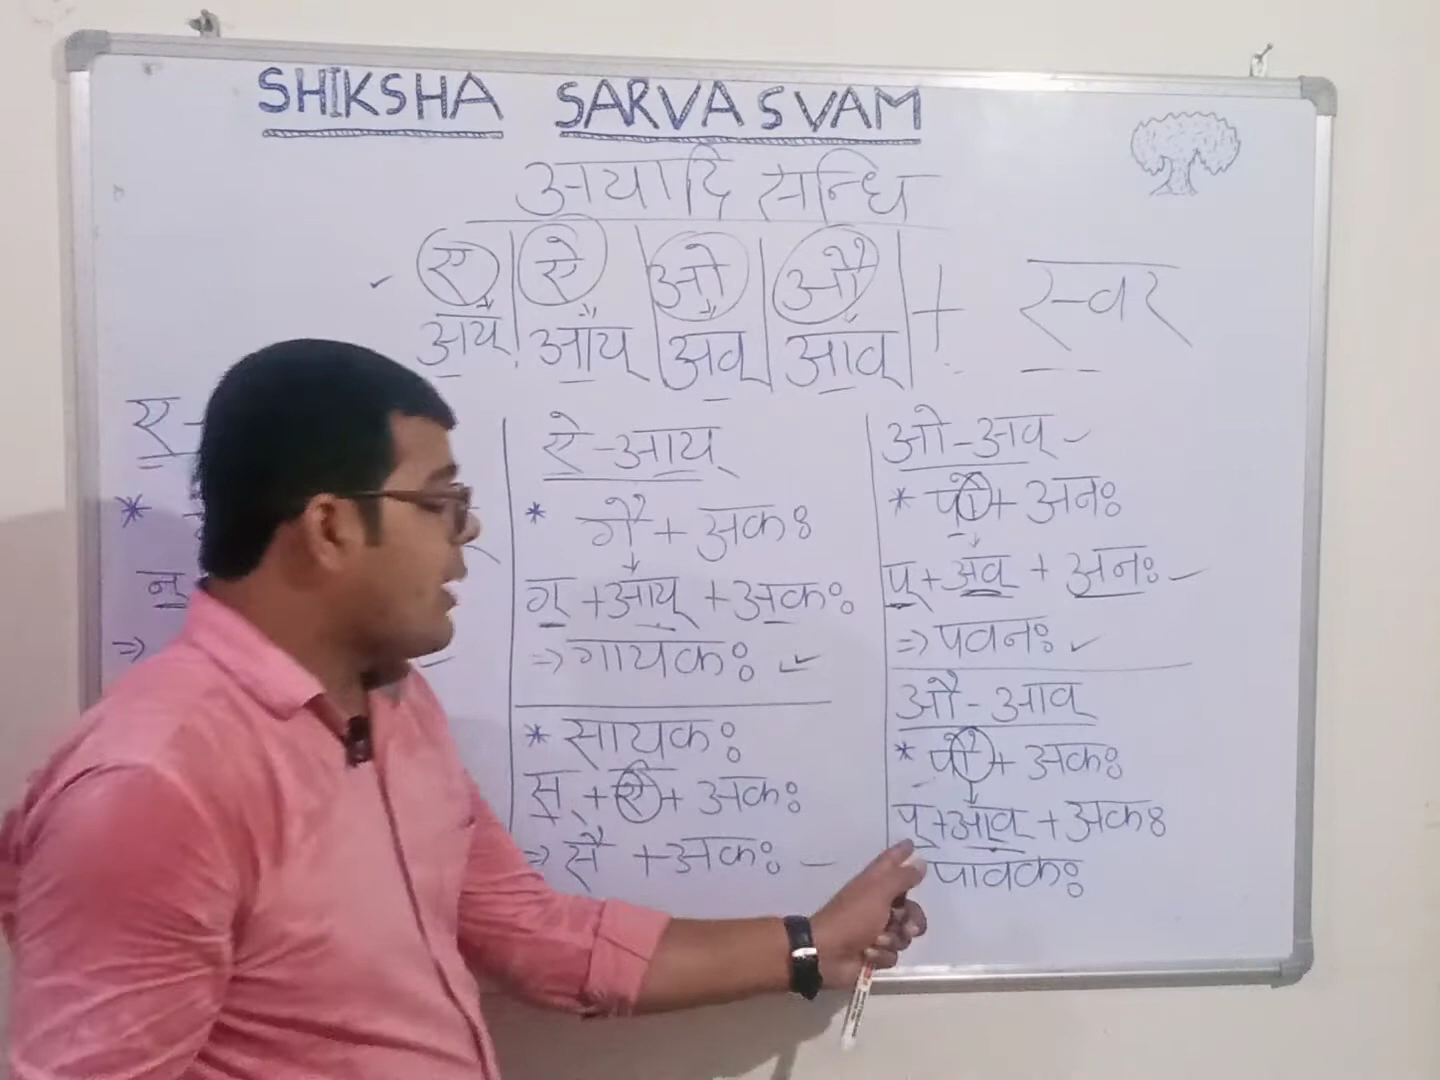 SHIKSHA SARVASVAM
अयादि सन्धि
ए | ऐ | ओ | औ + स्वर
अय् | आय् | अव् | आव्
ए -
*
न्
⇒
ऐ - आय्
* गै + अकः
ग् + आय् + अकः
⇒ गायकः
* सायकः
स् + ऐ + अकः
⇒ सै + अकः
ओ - अव्
* पो + अनः
प् + अव् + अनः
⇒ पवनः
औ - आव्
* पौ + अकः
प् + आव् + अकः
पावकः